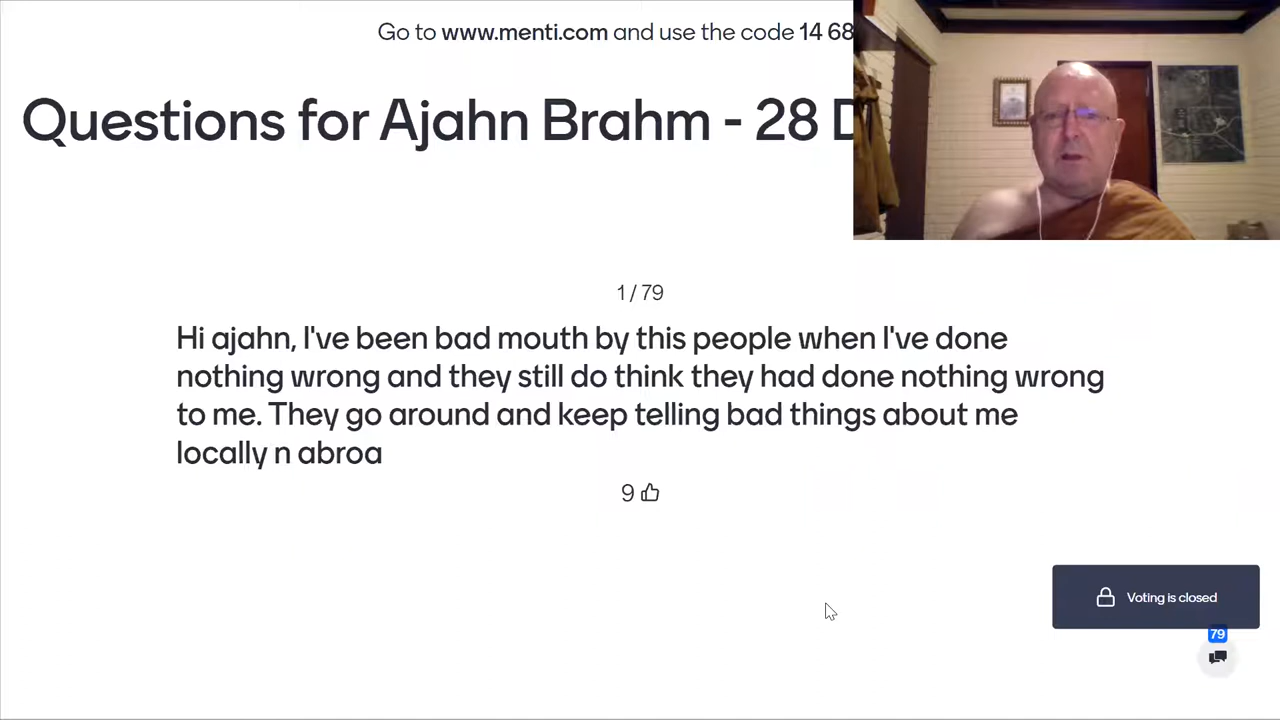 Go to www.menti.com and use the code 14 68
Questions for Ajahn Brahm - 28 D
1 / 79
Hi ajahn, I've been bad mouth by this people when I've done
nothing wrong and they still do think they had done nothing wrong
to me. They go around and keep telling bad things about me
locally n abroa
9
Voting is closed
79